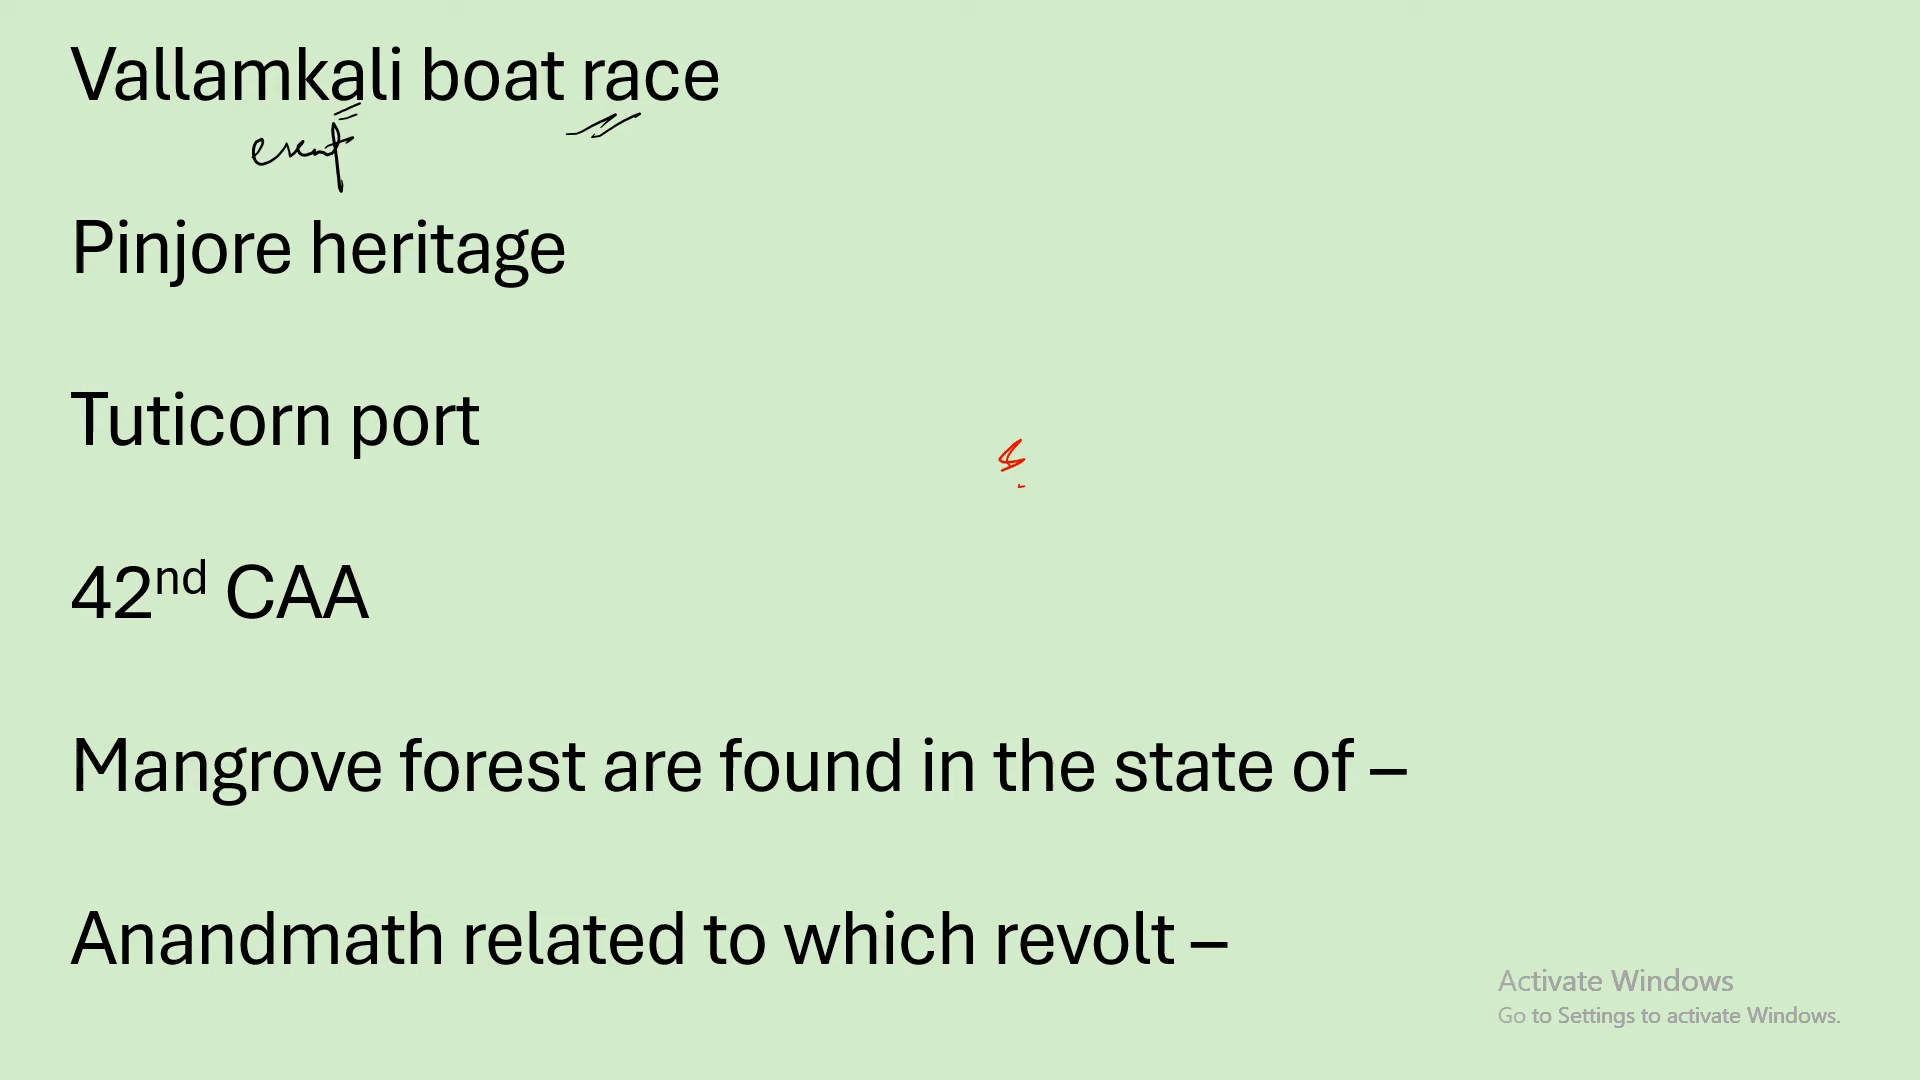 Vallamkali boat race
event
Pinjore heritage
Tuticorn port
42nd CAA
Mangrove forest are found in the state of –
Anandmath related to which revolt –
Activate Windows
Go to Settings to activate Windows.